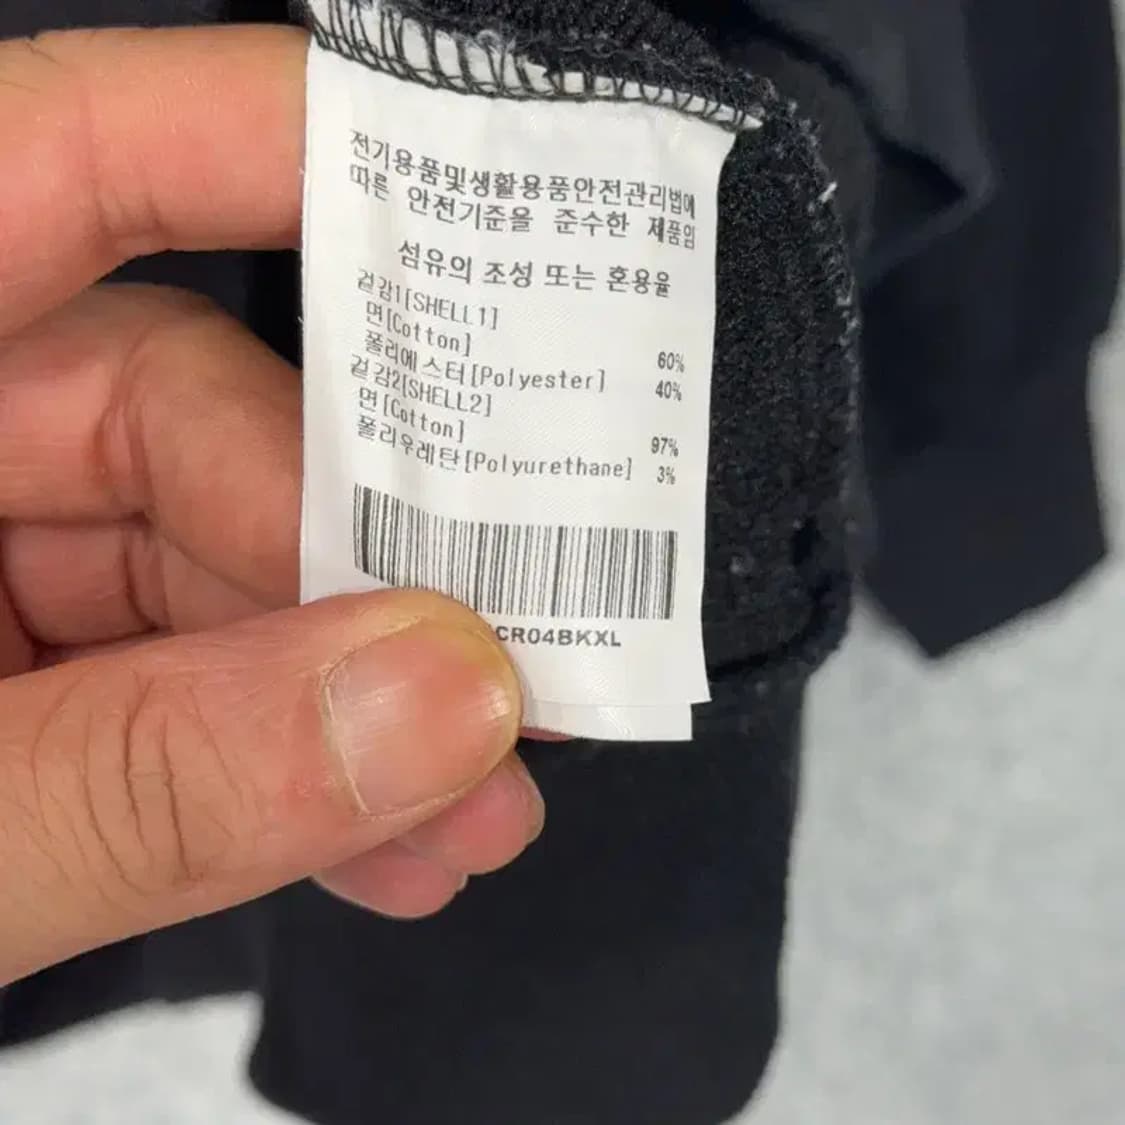 전기용품및생활용품안전관리법에
따른 안전기준을 준수한 제품임
섬유의 조성 또는 혼용율
겉감1[SHELL1]
면[Cotton] 60%
폴리에스터[Polyester] 40%
겉감2[SHELL2]
면[Cotton] 97%
폴리우레탄[Polyurethane] 3%
CR04BKXL